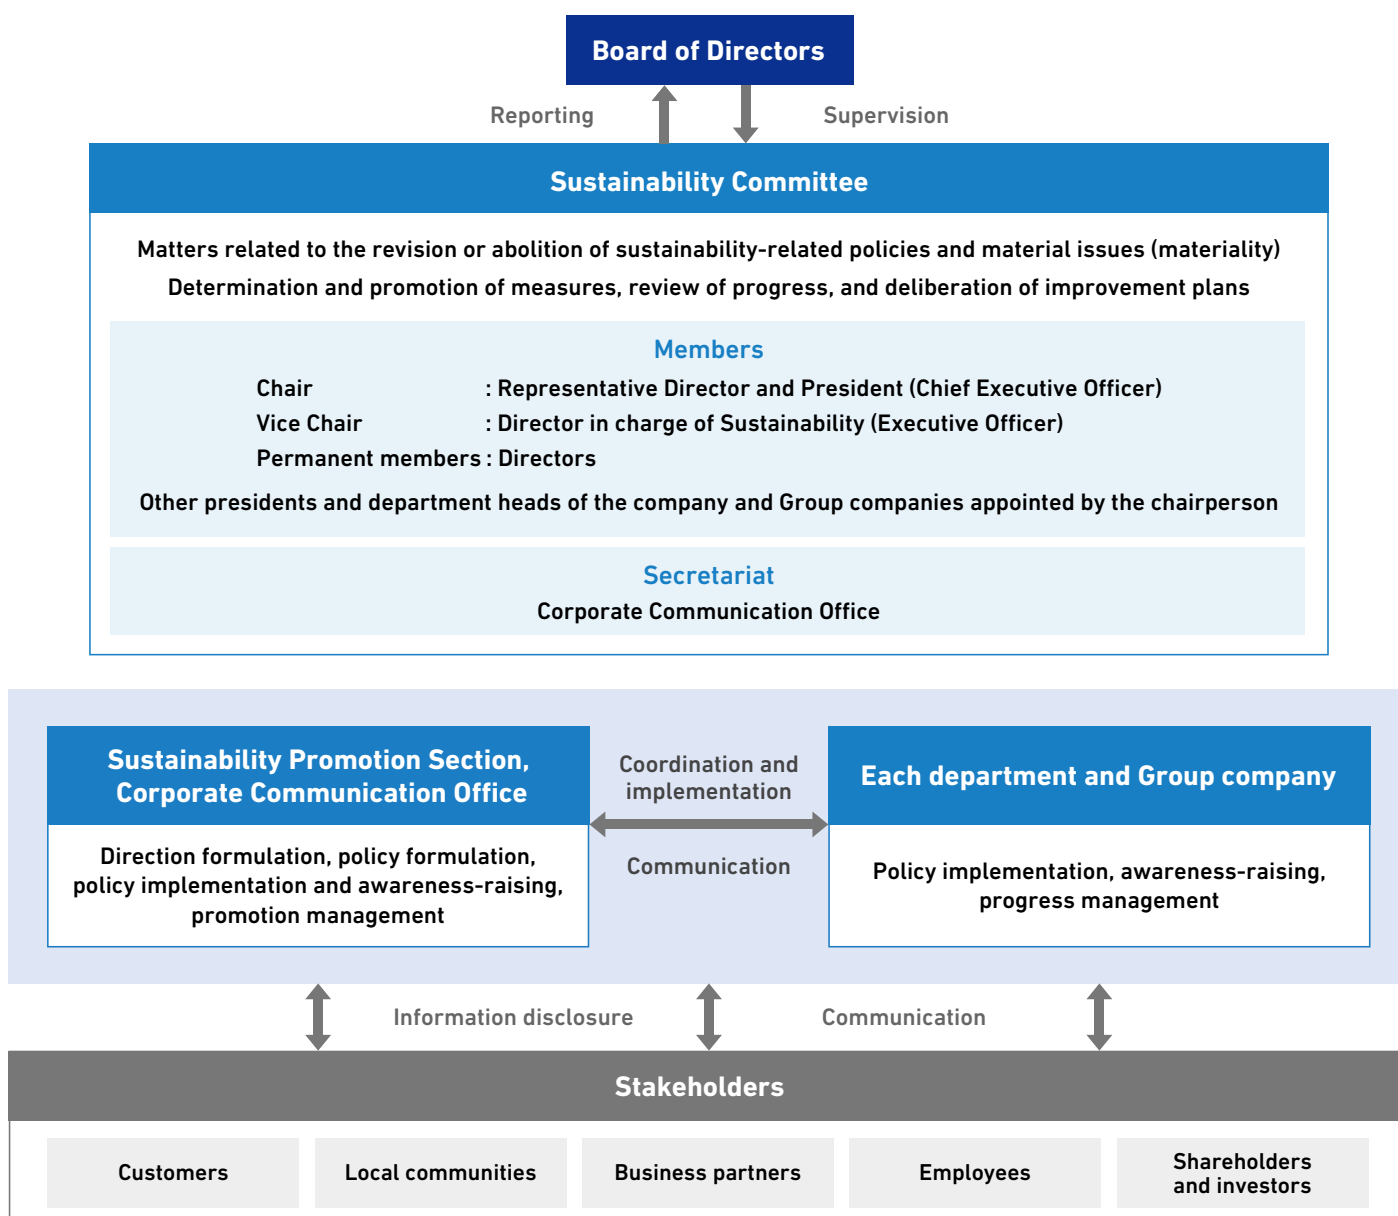 Board of Directors
Reporting
Supervision
Sustainability Committee
Matters related to the revision or abolition of sustainability-related policies and material issues (materiality)
Determination and promotion of measures, review of progress, and deliberation of improvement plans
Members
Chair : Representative Director and President (Chief Executive Officer)
Vice Chair : Director in charge of Sustainability (Executive Officer)
Permanent members : Directors
Other presidents and department heads of the company and Group companies appointed by the chairperson
Secretariat
Corporate Communication Office
Sustainability Promotion Section,
Corporate Communication Office
Direction formulation, policy formulation,
policy implementation and awareness-raising,
promotion management
Coordination and
implementation
Communication
Each department and Group company
Policy implementation, awareness-raising,
progress management
Information disclosure
Communication
Stakeholders
Customers
Local communities
Business partners
Employees
Shareholders
and investors